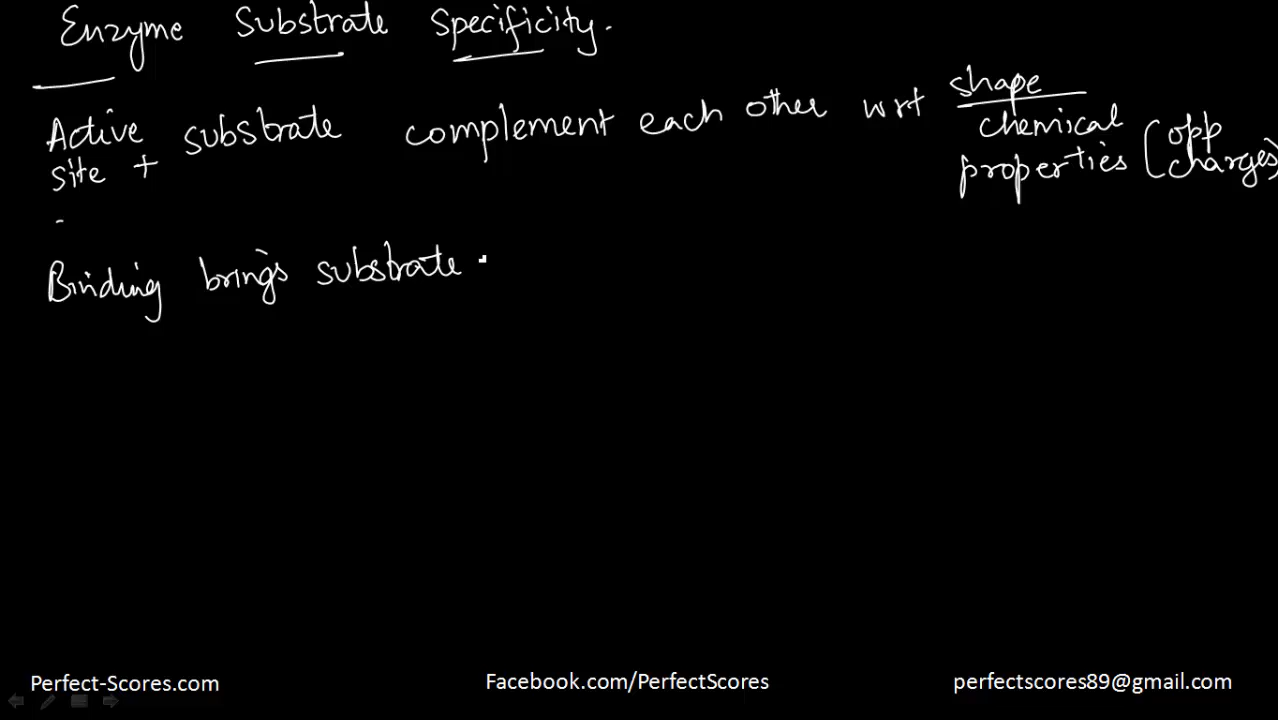 Enzyme Substrate Specificity.
Active substrate complement each other wrt shape
site + chemical (opp
properties charges)
-
Binding brings substrate
Perfect-Scores.com Facebook.com/PerfectScores perfectscores89@gmail.com